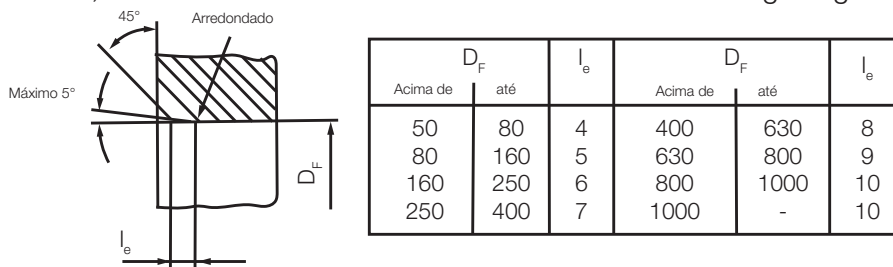 45°
Arredondado
Máximo 5°
D_F
l_e
D_F l_e D_F l_e
Acima de até Acima de até
50 80 4 400 630 8
80 160 5 630 800 9
160 250 6 800 1000 10
250 400 7 1000 - 10